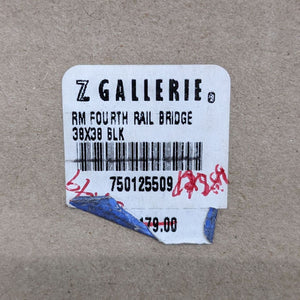 Z GALLERIE
RM FOURTH RAIL BRIDGE
38X38 BLK
750125509
179.00